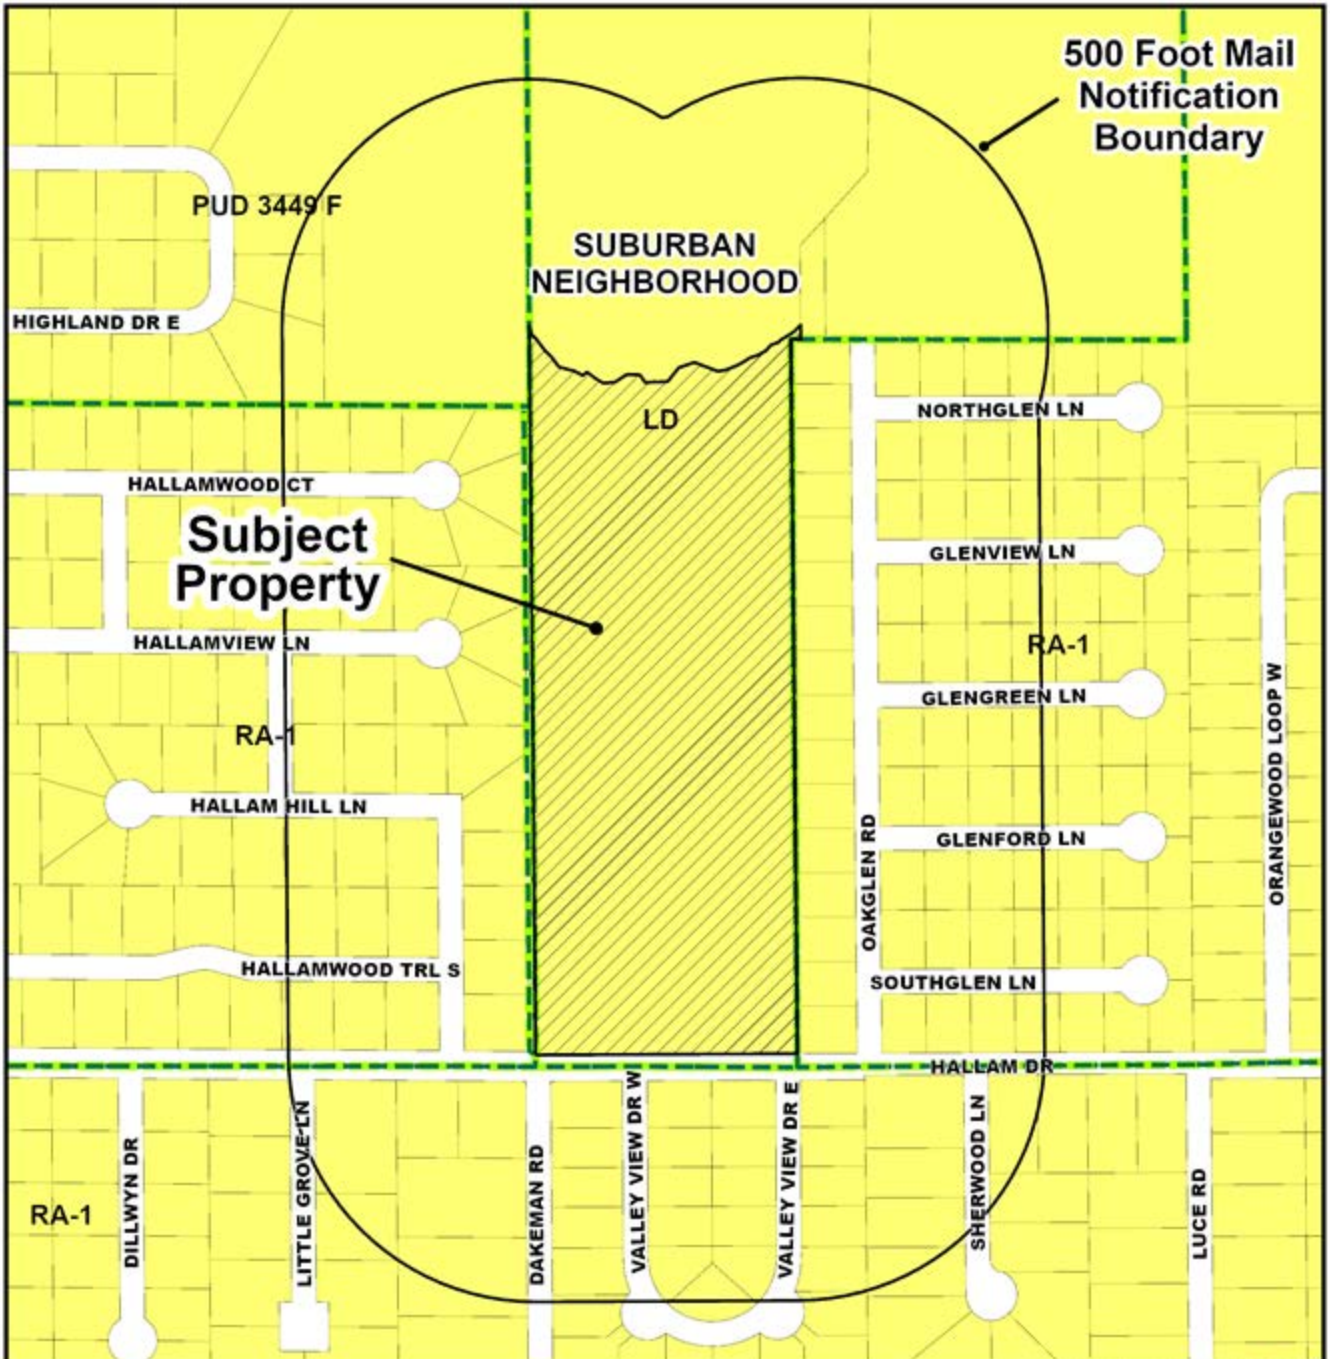 500 Foot Mail
Notification
Boundary
PUD 3449 F
SUBURBAN
NEIGHBORHOOD
HIGHLAND DR E
LD
NORTHGLEN LN
HALLAMWOOD CT
Subject
Property
GLENVIEW LN
HALLAMVIEW LN
RA-1
GLENGREEN LN
ORANGEWOOD LOOP W
RA-1
HALLAM HILL LN
OAKGLEN RD
GLENFORD LN
HALLAMWOOD TRL S
SOUTHGLEN LN
HALLAM DR
RA-1
DILLWYN DR
LITTLE GROVE LN
DAKEMAN RD
VALLEY VIEW DR W
VALLEY VIEW DR E
SHERWOOD LN
LUCE RD